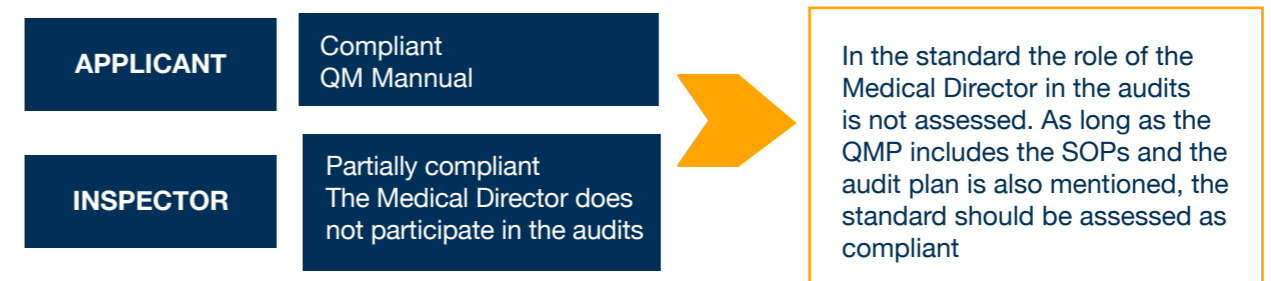 APPLICANT
Compliant
QM Mannual
INSPECTOR
Partially compliant
The Medical Director does
not participate in the audits
In the standard the role of the
Medical Director in the audits
is not assessed. As long as the
QMP includes the SOPs and the
audit plan is also mentioned, the
standard should be assessed as
compliant